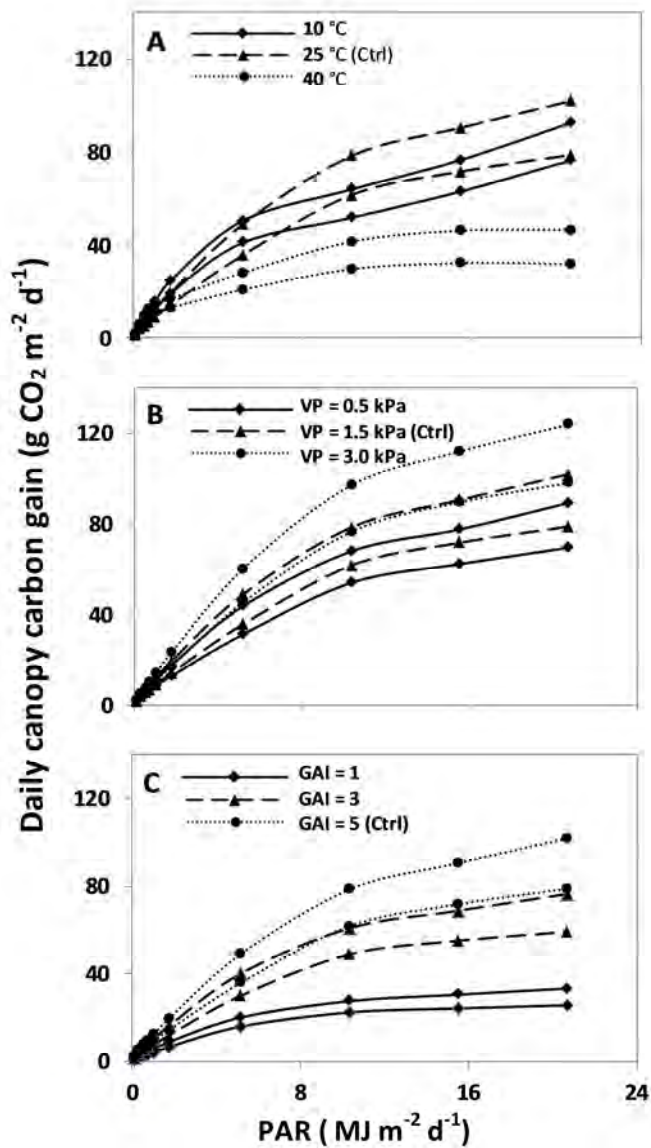 Daily canopy carbon gain (g CO₂ m⁻² d⁻¹)
A
10 °C
25 °C (Ctrl)
40 °C
120
80
40
0
B
VP = 0.5 kPa
VP = 1.5 kPa (Ctrl)
VP = 3.0 kPa
120
80
40
0
C
GAI = 1
GAI = 3
GAI = 5 (Ctrl)
120
80
40
0
0 8 16 24
PAR ( MJ m⁻² d⁻¹)